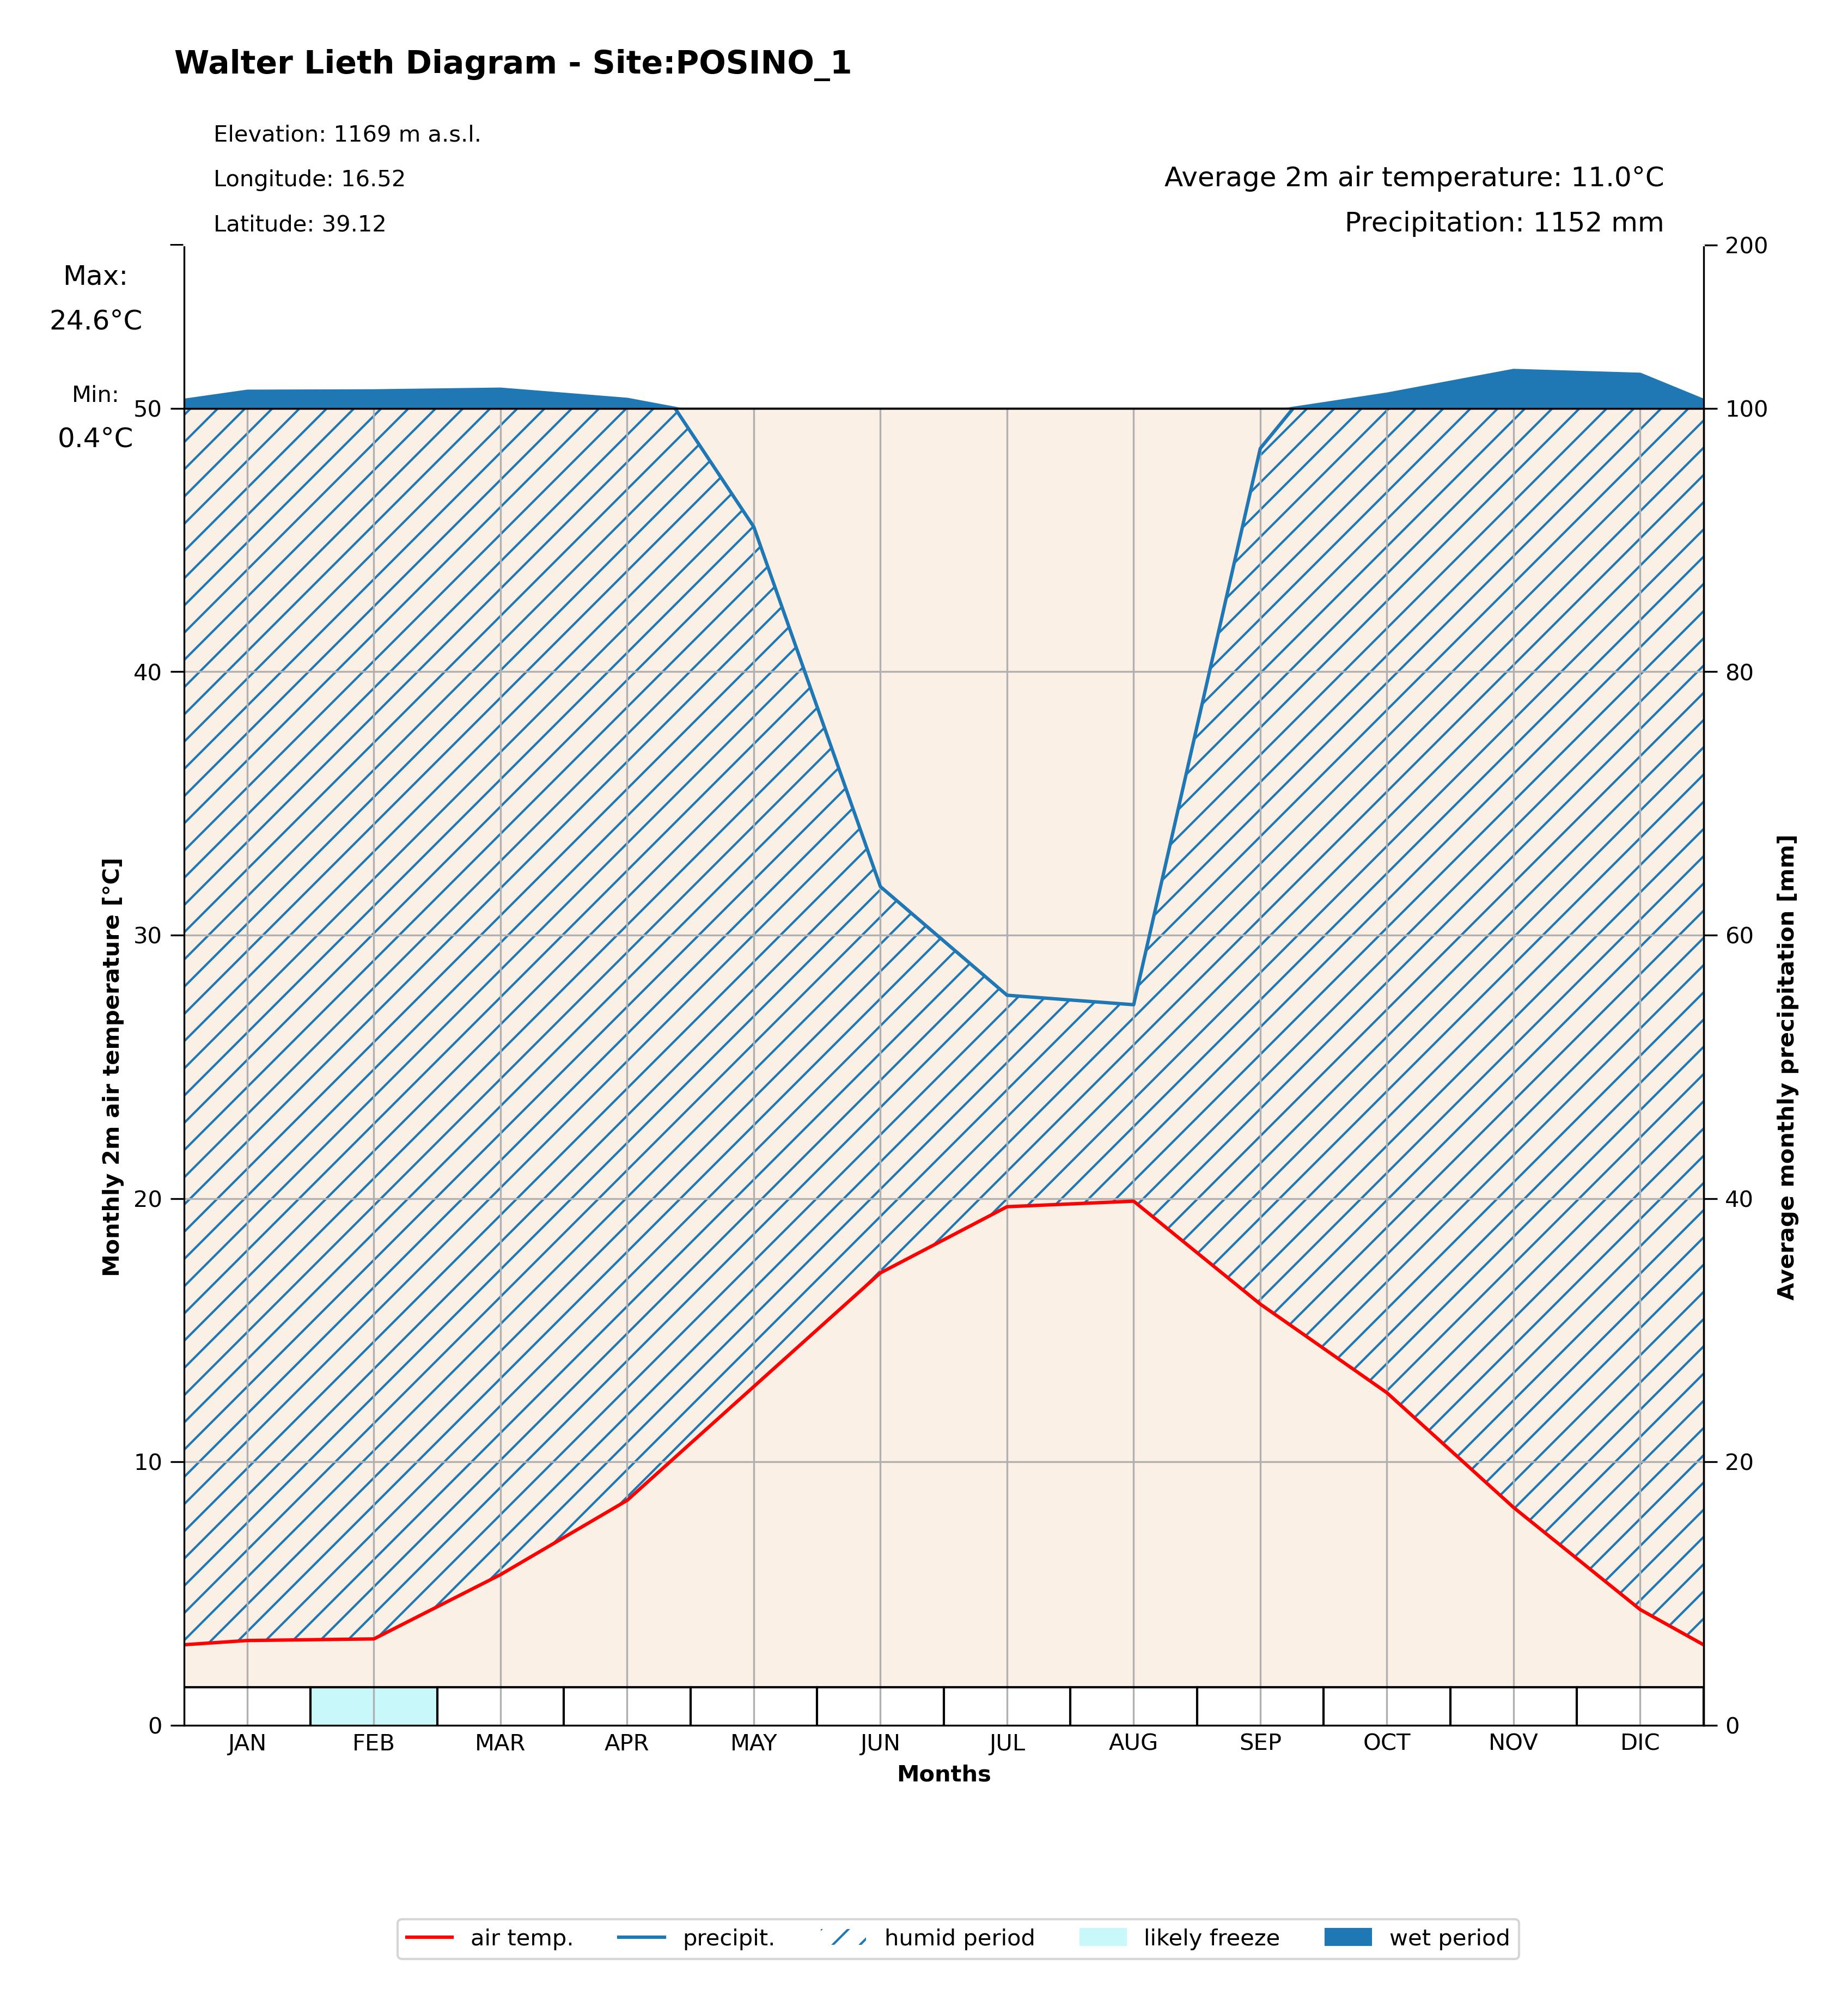 Walter Lieth Diagram - Site:POSINO_1
Elevation: 1169 m a.s.l.
Longitude: 16.52
Latitude: 39.12
Average 2m air temperature: 11.0°C
Precipitation: 1152 mm
Max:
24.6°C
Min:
0.4°C
50
40
30
20
10
0
Monthly 2m air temperature [°C]
200
100
80
60
40
20
0
Average monthly precipitation [mm]
JAN FEB MAR APR MAY JUN JUL AUG SEP OCT NOV DIC
Months
air temp. precipit. humid period likely freeze wet period